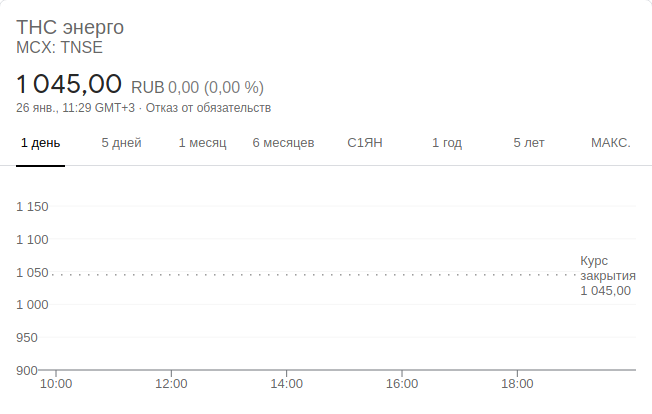 ТНС энерго
MCX: TNSE
1 045,00 RUB 0,00 (0,00 %)
26 янв., 11:29 GMT+3 · Отказ от обязательств
1 день 5 дней 1 месяц 6 месяцев С1ЯН 1 год 5 лет МАКС.
1 150
1 100
Курс
1 050
закрытия
1 045,00
1 000
950
900
10:00 12:00 14:00 16:00 18:00